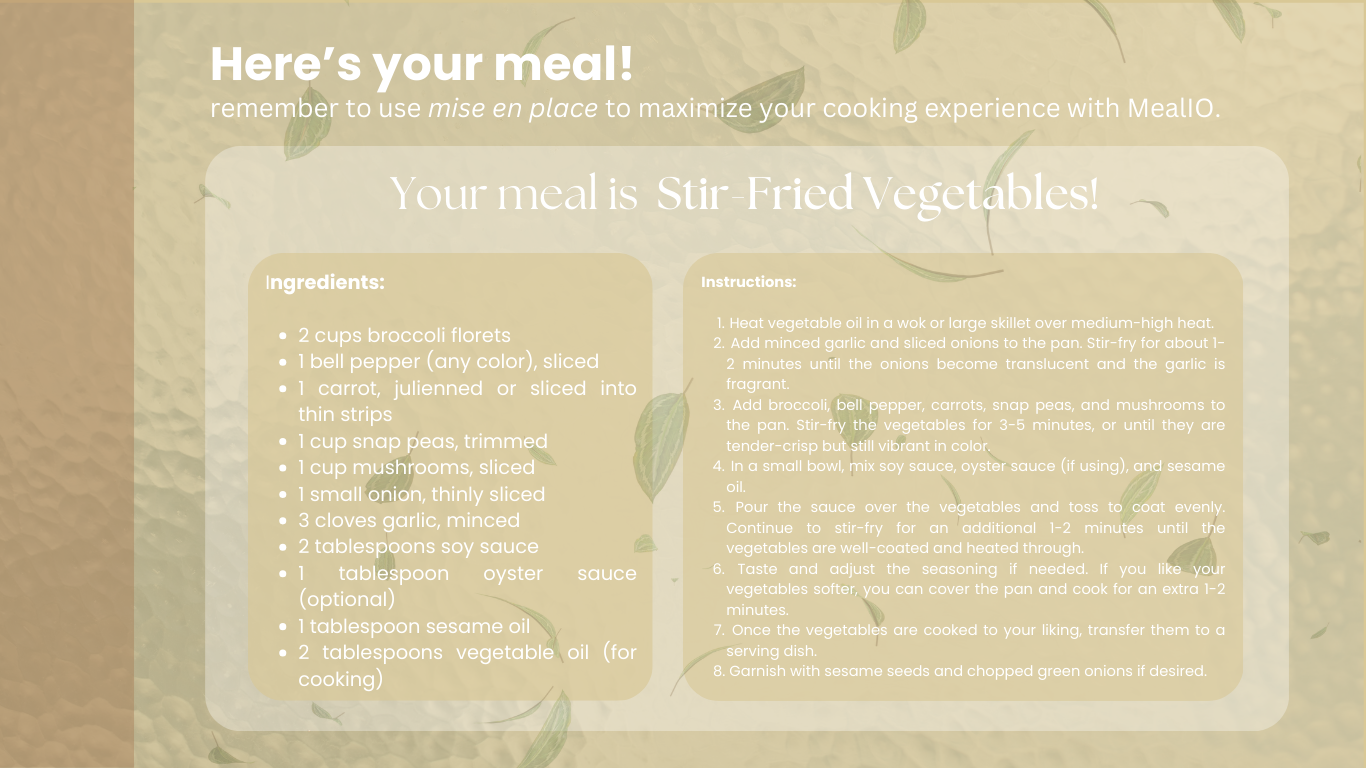 Here’s your meal!
remember to use mise en place to maximize your cooking experience with MealIO.
Your meal is Stir-Fried Vegetables!
Ingredients:
• 2 cups broccoli florets
• 1 bell pepper (any color), sliced
• 1 carrot, julienned or sliced into
thin strips
• 1 cup snap peas, trimmed
• 1 cup mushrooms, sliced
• 1 small onion, thinly sliced
• 3 cloves garlic, minced
• 2 tablespoons soy sauce
• 1 tablespoon oyster sauce
(optional)
• 1 tablespoon sesame oil
• 2 tablespoons vegetable oil (for
cooking)
Instructions:
1. Heat vegetable oil in a wok or large skillet over medium-high heat.
2. Add minced garlic and sliced onions to the pan. Stir-fry for about 1-
2 minutes until the onions become translucent and the garlic is
fragrant.
3. Add broccoli, bell pepper, carrots, snap peas, and mushrooms to
the pan. Stir-fry the vegetables for 3-5 minutes, or until they are
tender-crisp but still vibrant in color.
4. In a small bowl, mix soy sauce, oyster sauce (if using), and sesame
oil.
5. Pour the sauce over the vegetables and toss to coat evenly.
Continue to stir-fry for an additional 1-2 minutes until the
vegetables are well-coated and heated through.
6. Taste and adjust the seasoning if needed. If you like your
vegetables softer, you can cover the pan and cook for an extra 1-2
minutes.
7. Once the vegetables are cooked to your liking, transfer them to a
serving dish.
8. Garnish with sesame seeds and chopped green onions if desired.